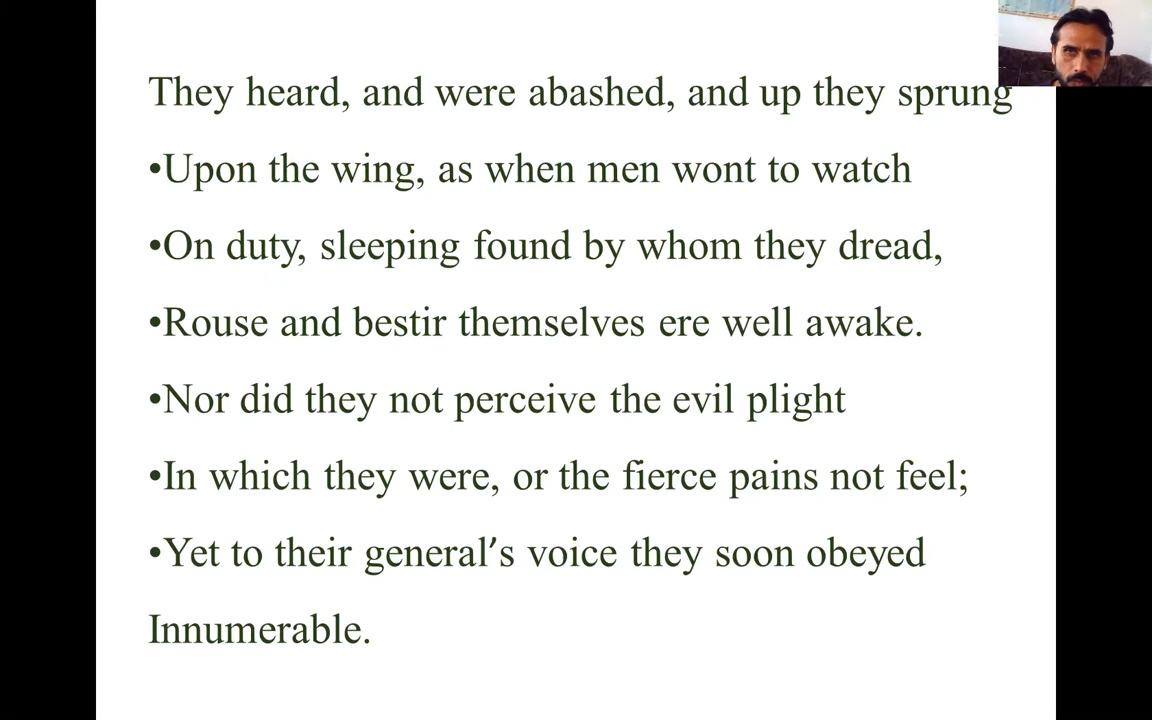 They heard, and were abashed, and up they sprung
•Upon the wing, as when men wont to watch
•On duty, sleeping found by whom they dread,
•Rouse and bestir themselves ere well awake.
•Nor did they not perceive the evil plight
•In which they were, or the fierce pains not feel;
•Yet to their general’s voice they soon obeyed
Innumerable.